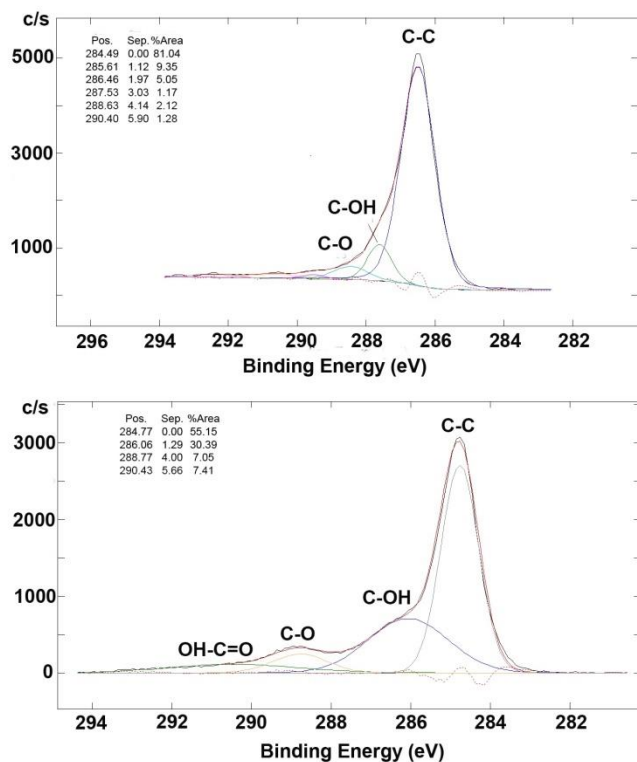 c/s
Pos. Sep. %Area
284.49 0.00 81.04
285.61 1.12 9.35
286.46 1.97 5.05
287.53 3.03 1.17
288.63 4.14 2.12
290.40 5.90 1.28
C-C
5000
3000
C-OH
C-O
1000
296 294 292 290 288 286 284 282
Binding Energy (eV)
c/s
Pos. Sep. %Area
284.77 0.00 55.15
286.06 1.29 30.39
288.77 4.00 7.05
290.43 5.66 7.41
C-C
3000
2000
1000
C-OH
C-O
OH-C=O
0
294 292 290 288 286 284 282
Binding Energy (eV)